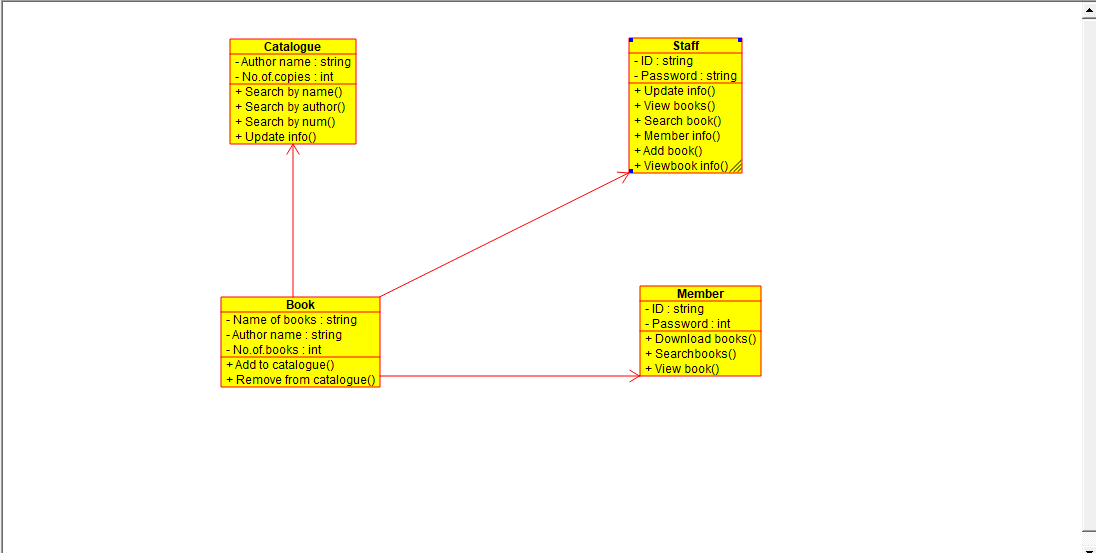 Catalogue
- Author name : string
- No.of.copies : int
+ Search by name()
+ Search by author()
+ Search by num()
+ Update info()
Staff
- ID : string
- Password : string
+ Update info()
+ View books()
+ Search book()
+ Member info()
+ Add book()
+ Viewbook info()
Book
- Name of books : string
- Author name : string
- No.of.books : int
+ Add to catalogue()
+ Remove from catalogue()
Member
- ID : string
- Password : int
+ Download books()
+ Searchbooks()
+ View book()